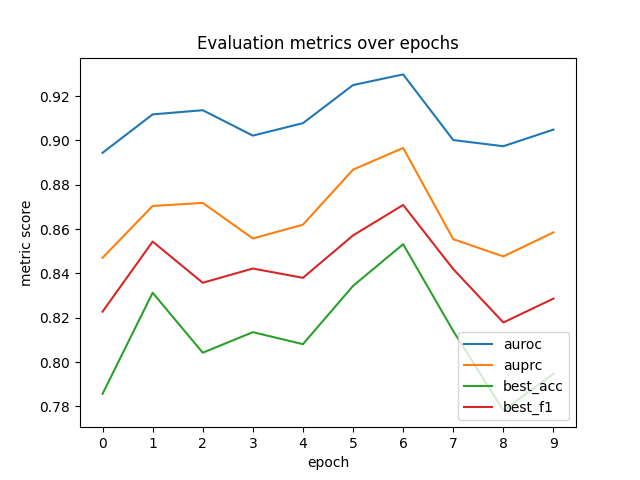 Evaluation metrics over epochs
metric score
0.92
0.90
0.88
0.86
0.84
0.82
0.80
0.78
auroc
auprc
best_acc
best_f1
0 1 2 3 4 5 6 7 8 9
epoch